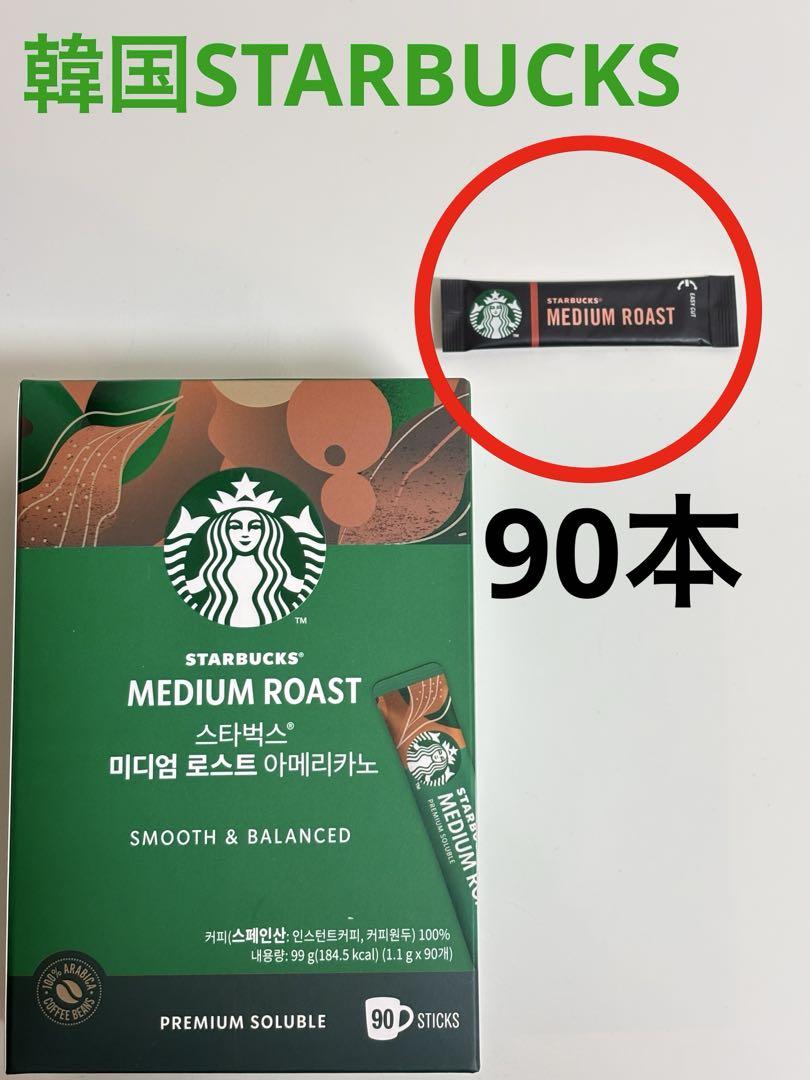 韓国STARBUCKS
STARBUCKS®
MEDIUM ROAST
EASY CUT
90本
™
STARBUCKS®
MEDIUM ROAST
스타벅스®
미디엄 로스트 아메리카노
SMOOTH & BALANCED
STARBU
MEDIUM RO
PREMIUM SOLUBLE
커피(스페인산: 인스턴트커피, 커피원두) 100%
내용량: 99 g(184.5 kcal) (1.1 g x 90개)
100% ARABICA
COFFEE BEANS
PREMIUM SOLUBLE
90 STICKS